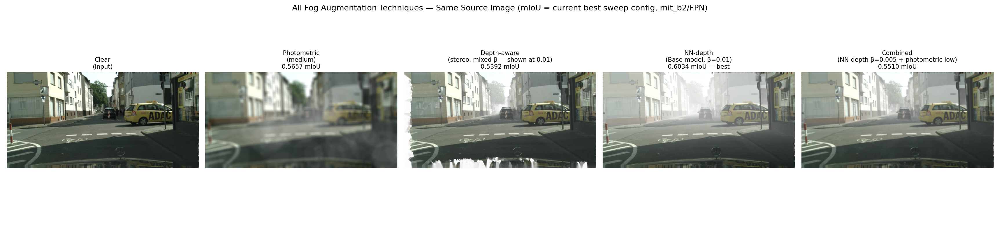 All Fog Augmentation Techniques — Same Source Image (mIoU = current best sweep config, mit_b2/FPN)
Clear
(input)
Photometric
(medium)
0.5657 mIoU
Depth-aware
(stereo, mixed β — shown at 0.01)
0.5392 mIoU
NN-depth
(Base model, β=0.01)
0.6034 mIoU — best
Combined
(NN-depth β=0.005 + photometric low)
0.5510 mIoU
ADAC
ADAC
ADAC
ADAC
ADAC